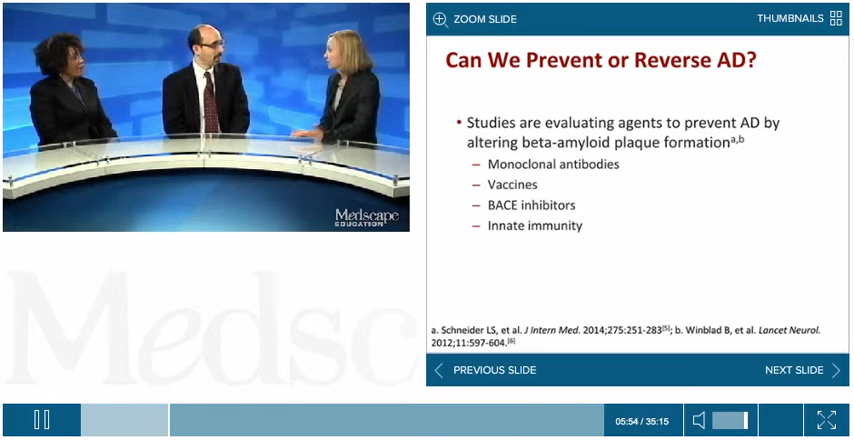 ZOOM SLIDE
THUMBNAILS
Can We Prevent or Reverse AD?
• Studies are evaluating agents to prevent AD by
altering beta-amyloid plaque formationa,b
– Monoclonal antibodies
– Vaccines
– BACE inhibitors
– Innate immunity
a. Schneider LS, et al. J Intern Med. 2014;275:251-283[5]; b. Winblad B, et al. Lancet Neurol.
2012;11:597-604.[6]
PREVIOUS SLIDE
NEXT SLIDE
Medscape
EDUCATION
Medsc
05:54 / 35:15